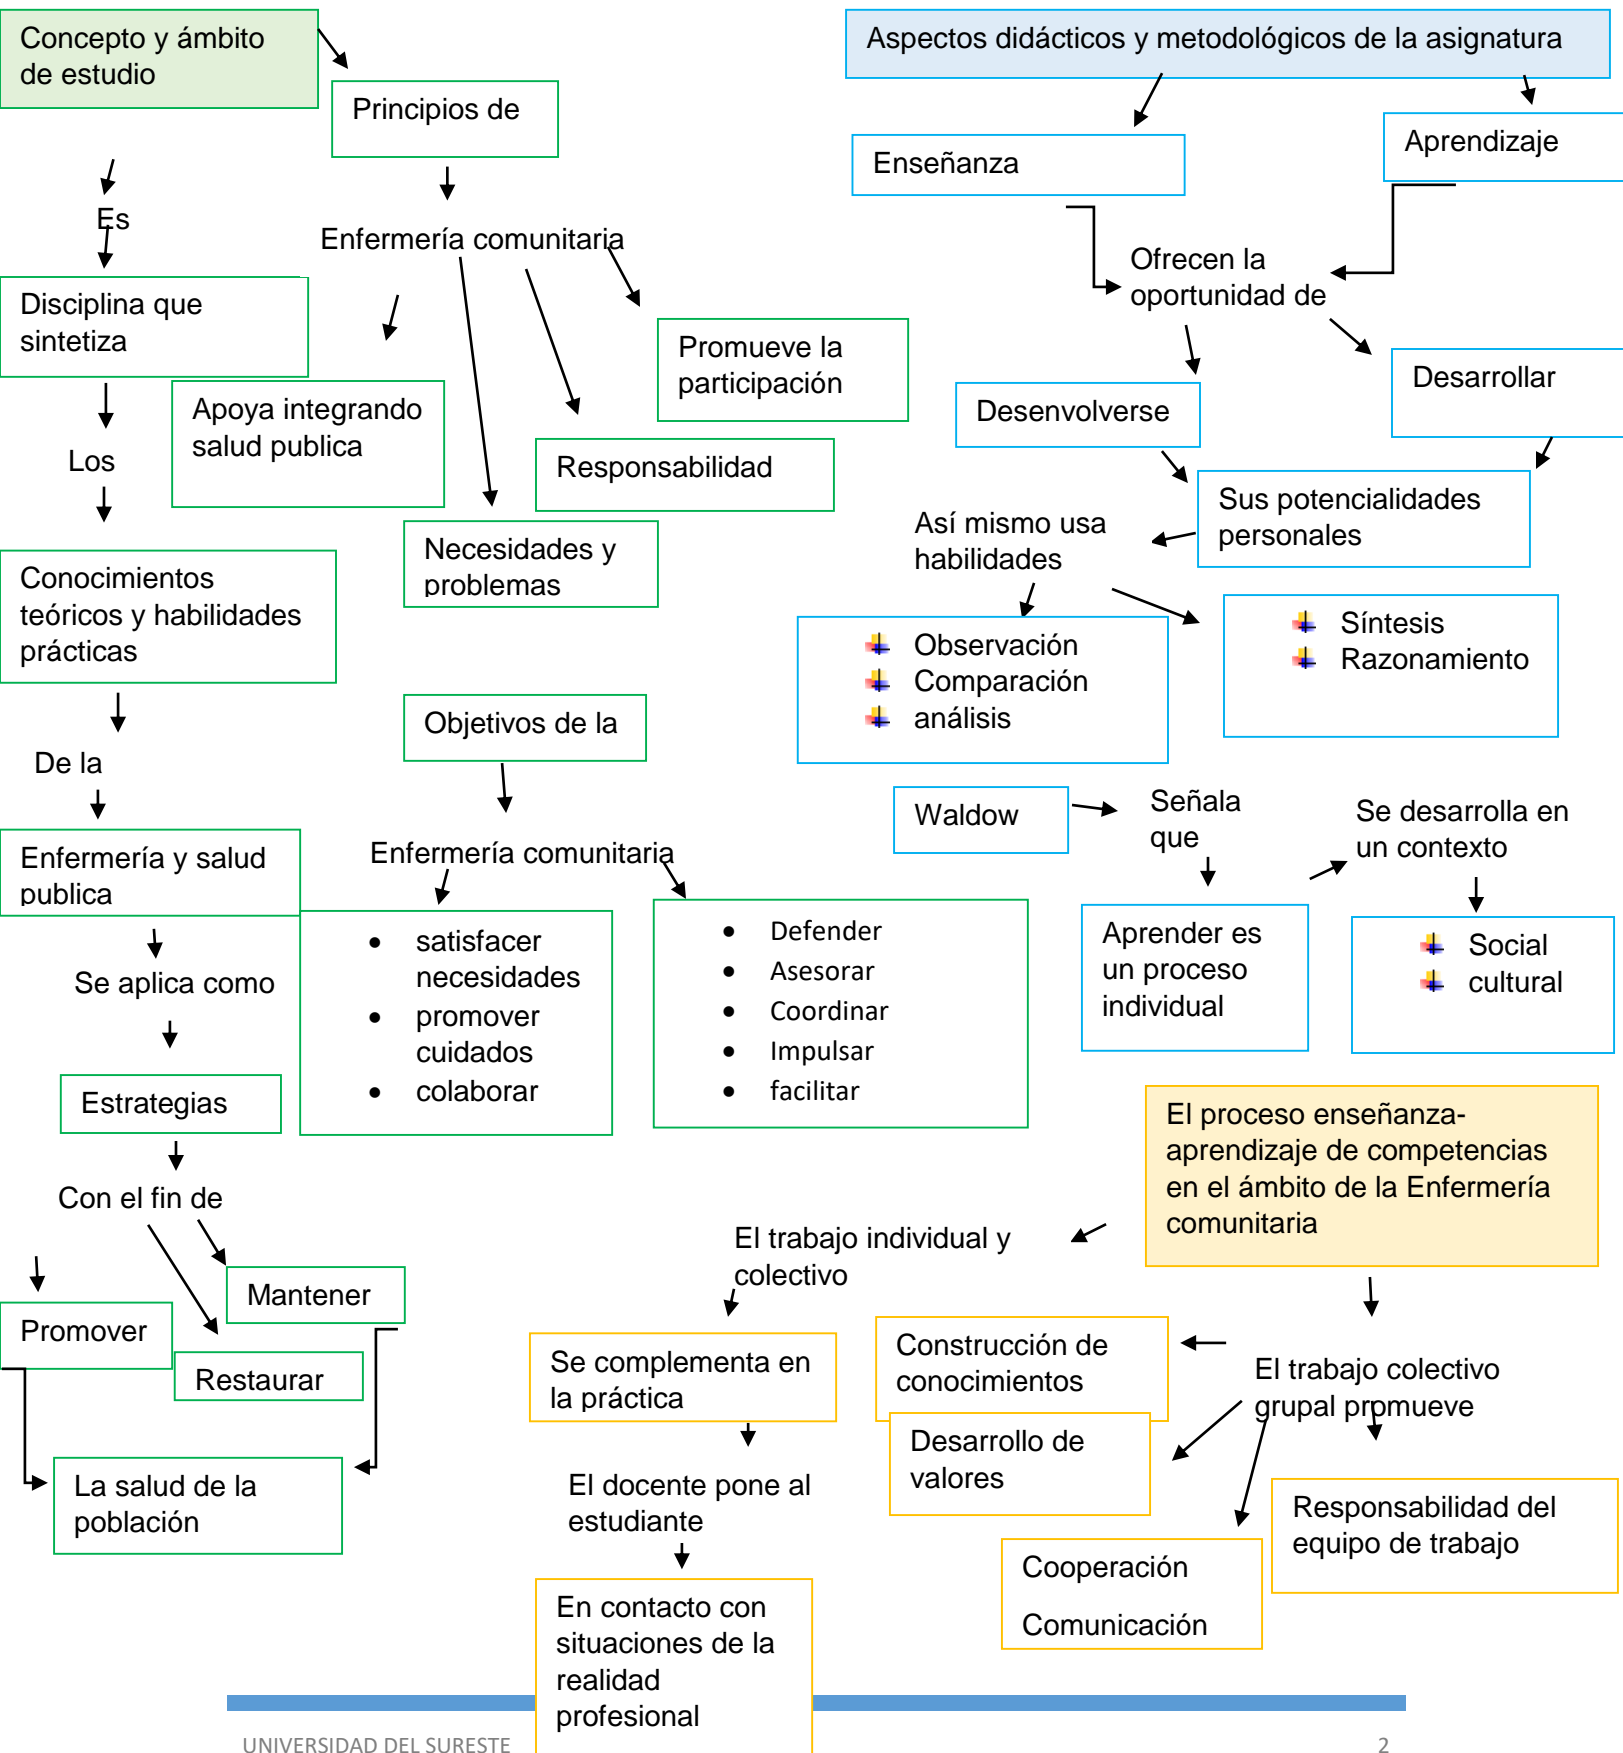 Concepto y ámbito
de estudio
Principios de
Es
Enfermería comunitaria
Disciplina que
sintetiza
Promueve la
participación
Apoya integrando
salud publica
Los
Responsabilidad
Necesidades y
problemas
Conocimientos
teóricos y habilidades
prácticas
Objetivos de la
De la
Enfermería comunitaria
Enfermería y salud
publica
satisfacer
necesidades
promover
cuidados
colaborar
Defender
Asesorar
Coordinar
Impulsar
facilitar
Se aplica como
Estrategias
Con el fin de
Mantener
Promover
Restaurar
La salud de la
población
Aspectos didácticos y metodológicos de la asignatura
Enseñanza
Aprendizaje
Ofrecen la
oportunidad de
Desarrollar
Desenvolverse
Sus potencialidades
personales
Así mismo usa
habilidades
Observación
Comparación
análisis
Síntesis
Razonamiento
Waldow
Señala
que
Se desarrolla en
un contexto
Aprender es
un proceso
individual
Social
cultural
El proceso enseñanza-
aprendizaje de competencias
en el ámbito de la Enfermería
comunitaria
El trabajo individual y
colectivo
Se complementa en
la práctica
El docente pone al
estudiante
En contacto con
situaciones de la
realidad
profesional
El trabajo colectivo
grupal promueve
Construcción de
conocimientos
Desarrollo de
valores
Cooperación
Comunicación
Responsabilidad del
equipo de trabajo
UNIVERSIDAD DEL SURESTE
2